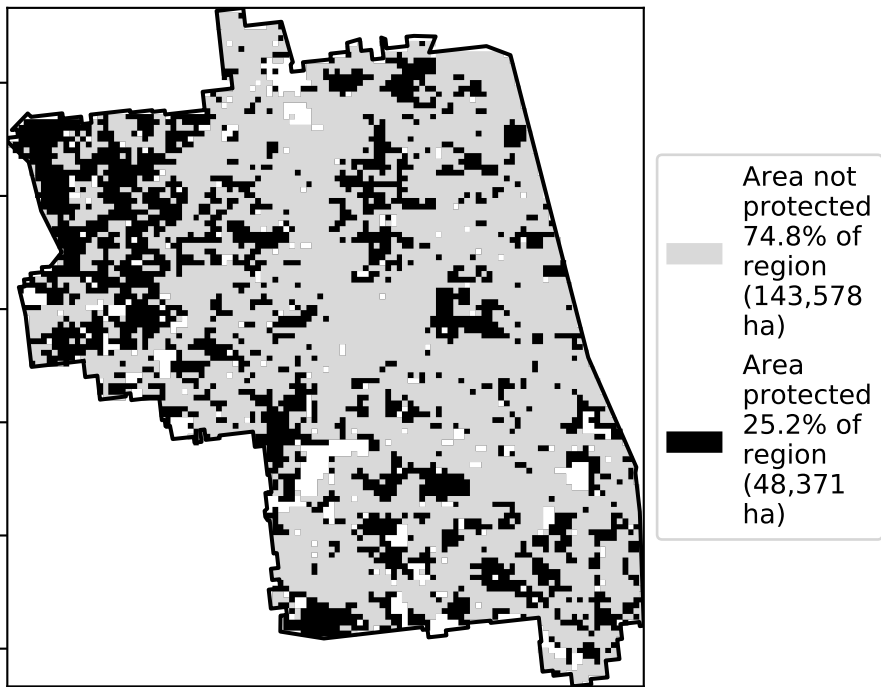 Area not
protected
74.8% of
region
(143,578
ha)
Area
protected
25.2% of
region
(48,371
ha)